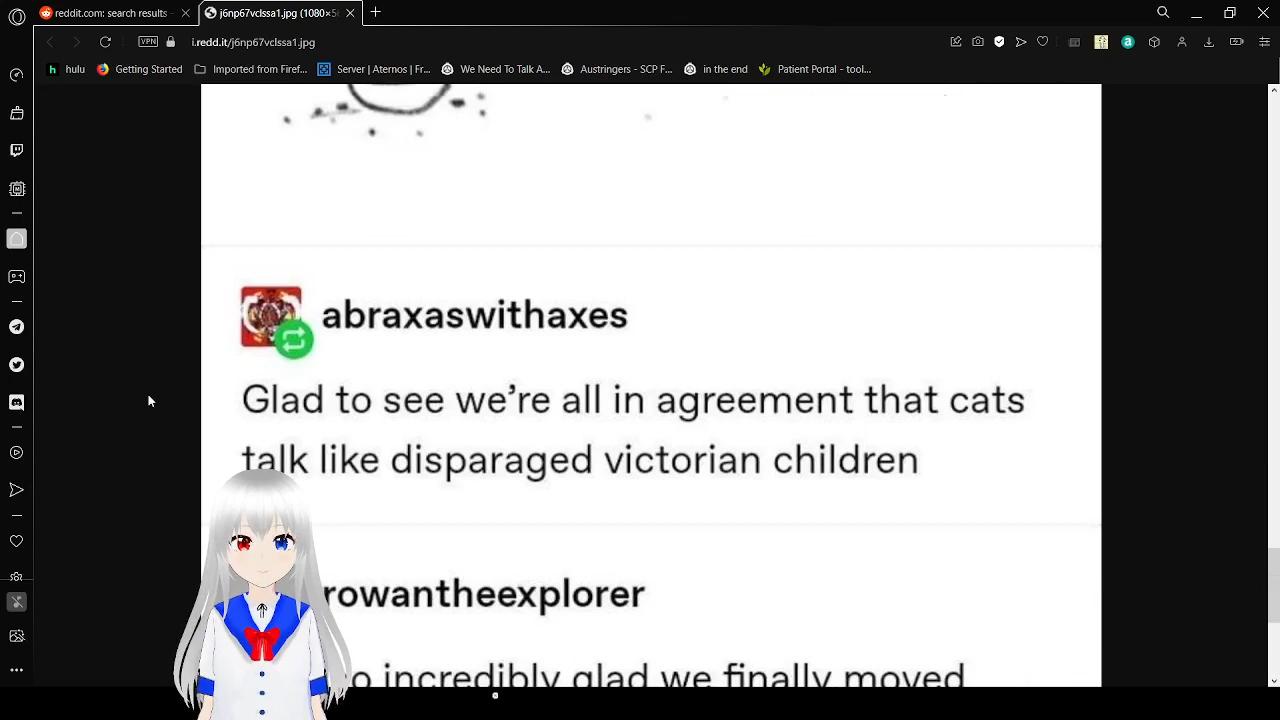 reddit.com: search results -
j6np67vclssa1.jpg (1080×5
VPN
i.redd.it/j6np67vclssa1.jpg
h hulu
Getting Started
Imported from Firef...
Server | Aternos | Fr...
We Need To Talk A...
Austringers - SCP F...
in the end
Patient Portal - tool...
abraxaswithaxes
Glad to see we're all in agreement that cats
talk like disparaged victorian children
rowantheexplorer
o incredibly glad we finally moved